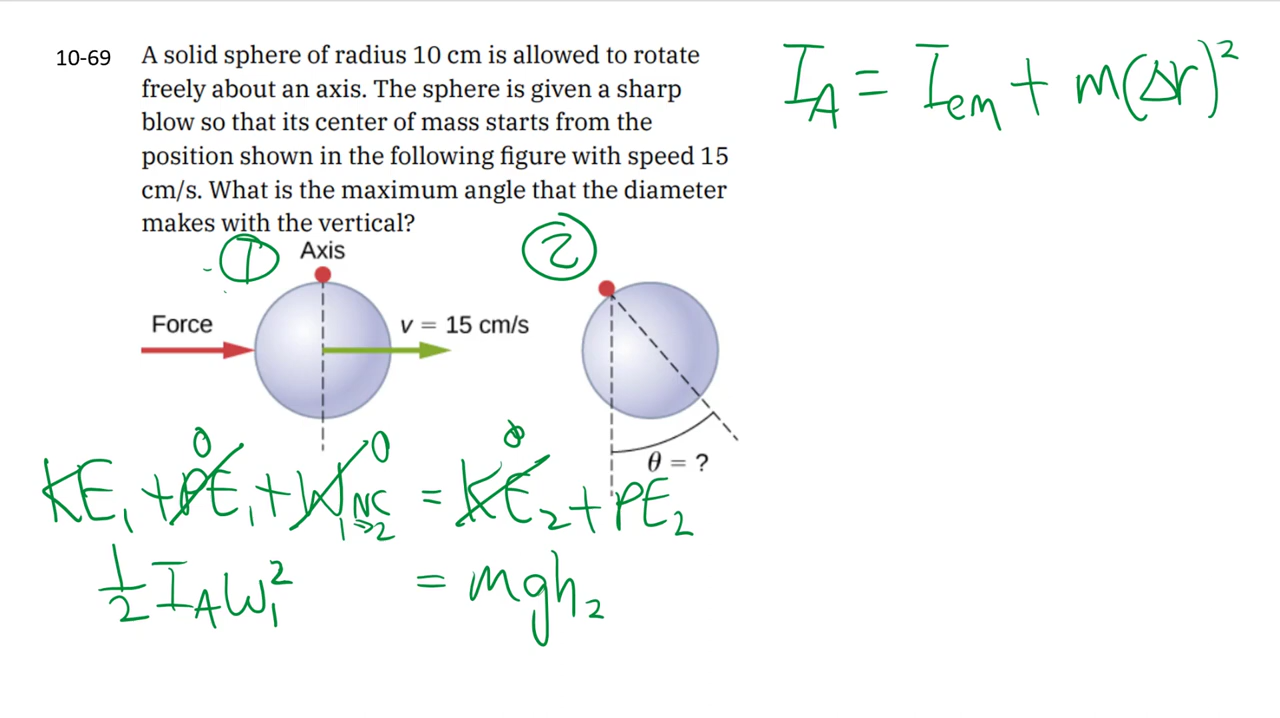 10-69 A solid sphere of radius 10 cm is allowed to rotate
freely about an axis. The sphere is given a sharp
blow so that its center of mass starts from the
position shown in the following figure with speed 15
cm/s. What is the maximum angle that the diameter
makes with the vertical?
I_A = I_cm + m(Δr)²
① Axis ②
Force v = 15 cm/s
θ = ?
0 0 0
KE₁ + PE₁ + W_NC 1→2 = KE₂ + PE₂
½ I_A ω₁² = mgh₂